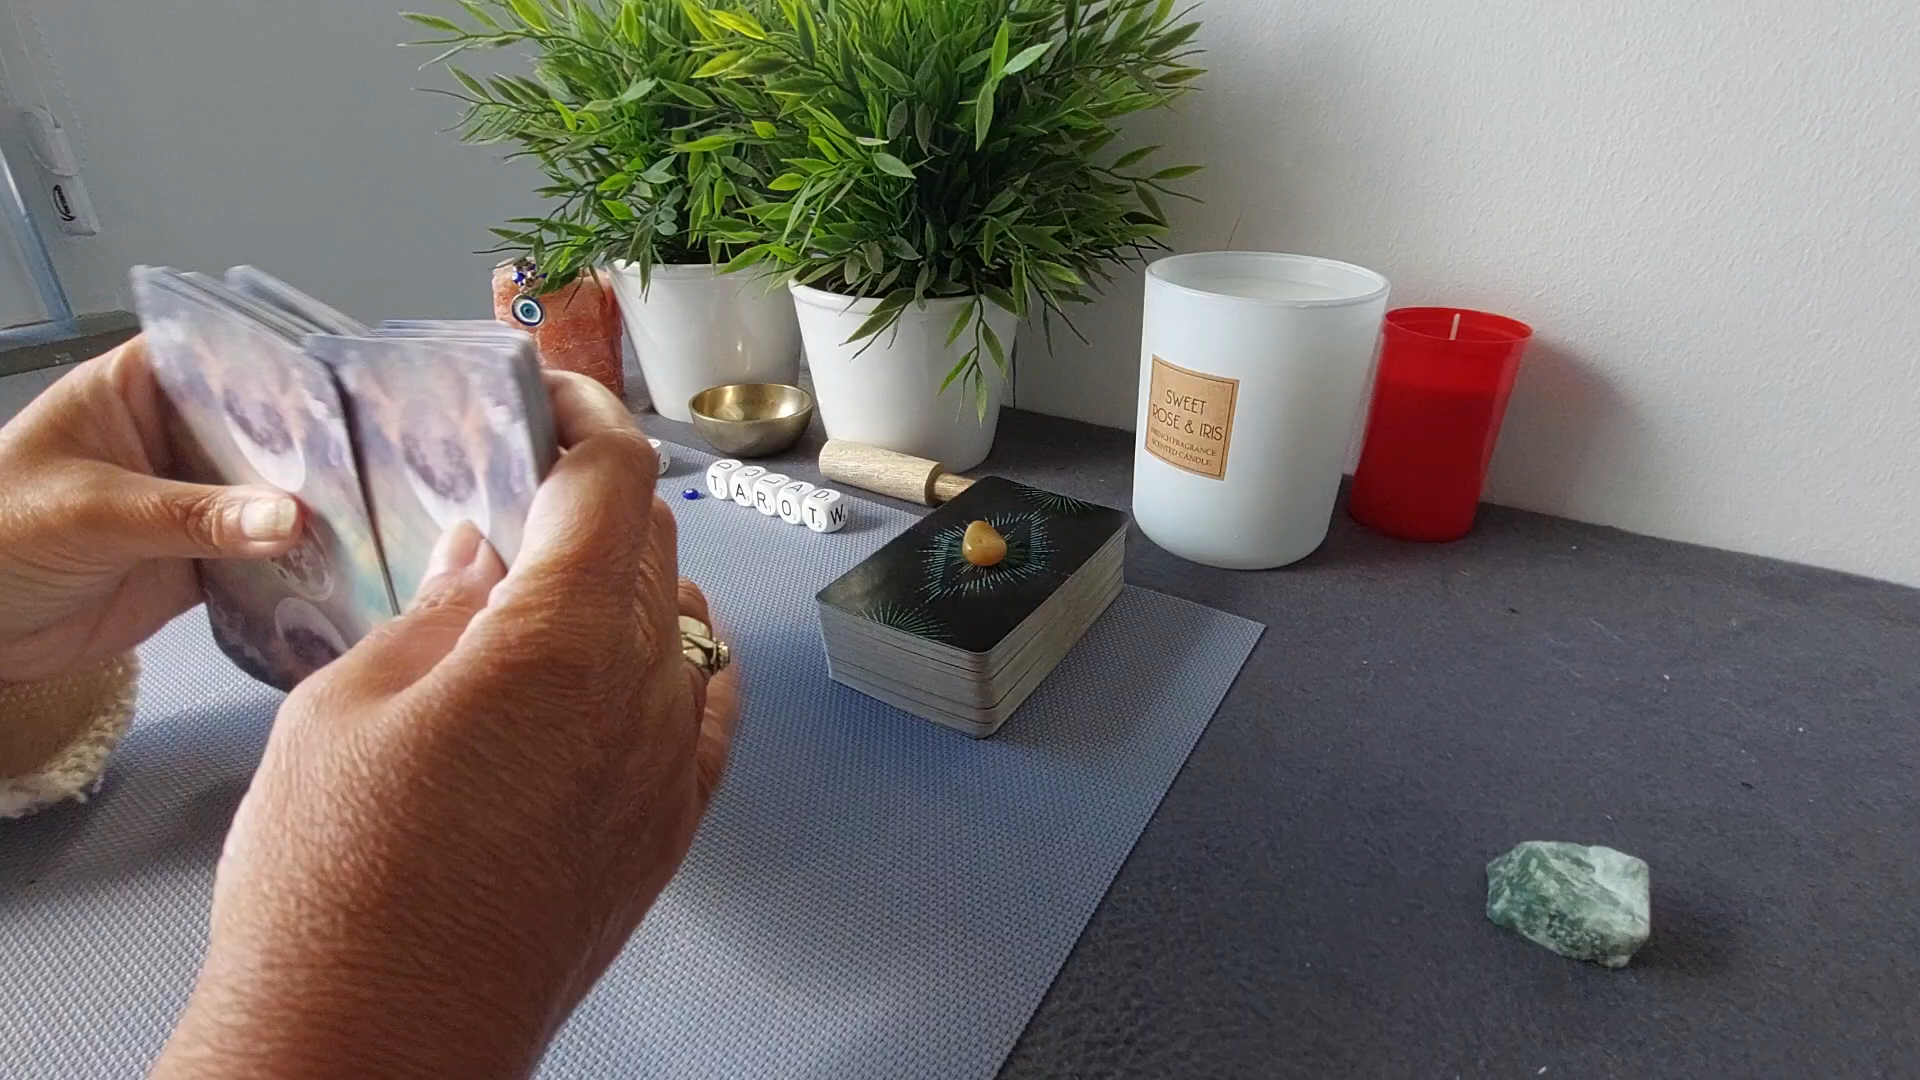 SWEET
ROSE & IRIS
FRENCH FRAGRANCE
SCENTED CANDLE
TAROTW